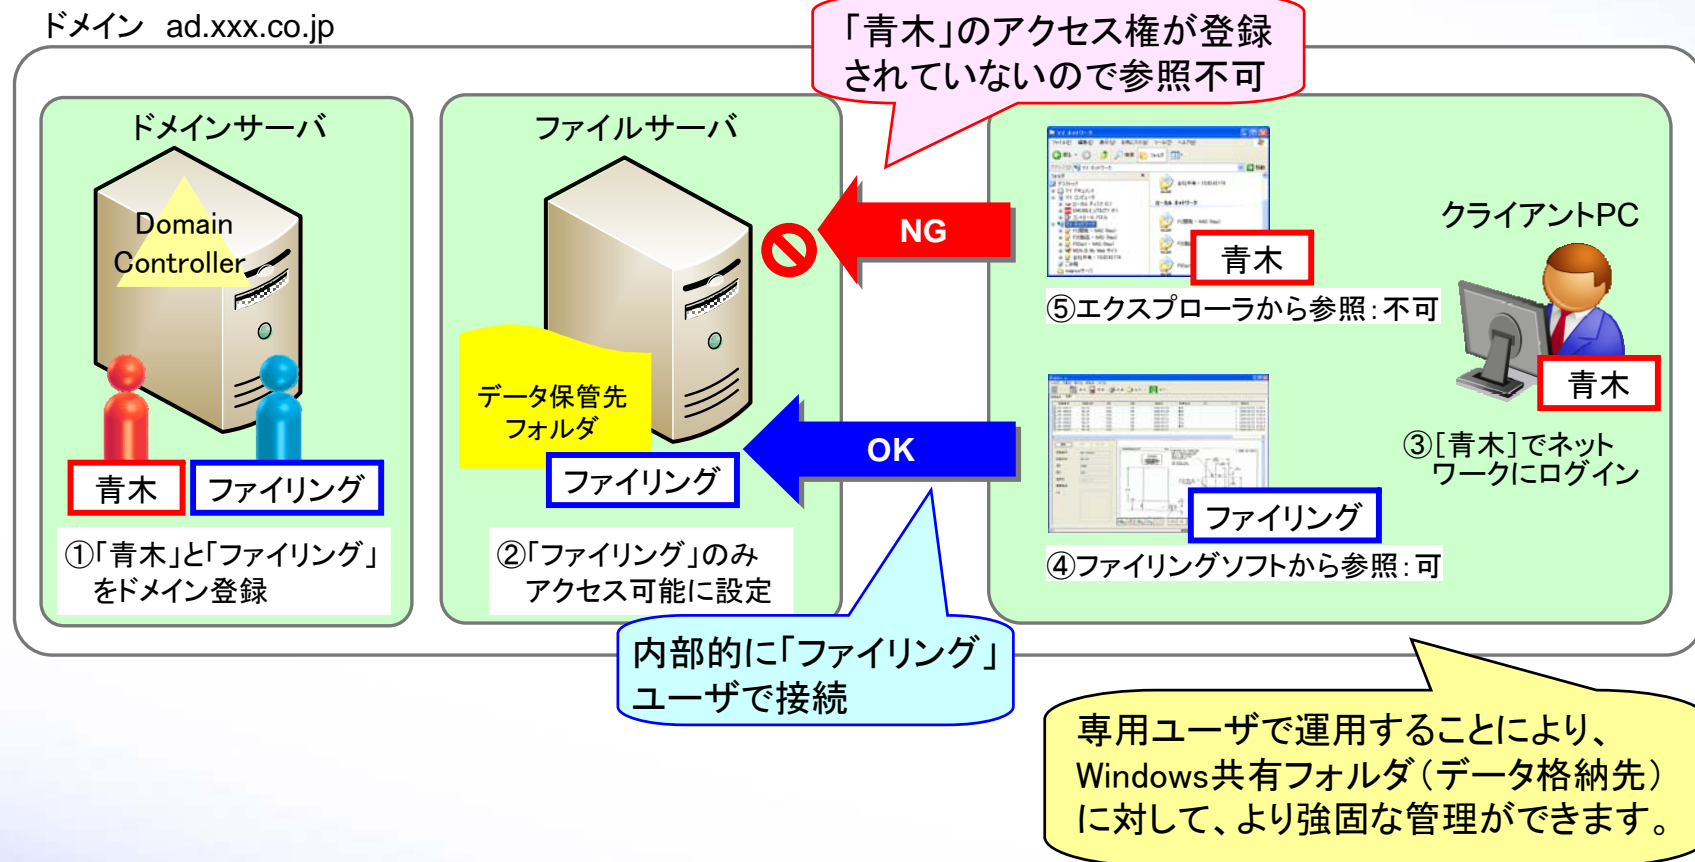 ドメイン ad.xxx.co.jp
「青木」のアクセス権が登録
されていないので参照不可
ドメインサーバ
Domain
Controller
青木
ファイリング
①「青木」と「ファイリング」
をドメイン登録
ファイルサーバ
データ保管先
フォルダ
ファイリング
②「ファイリング」のみ
アクセス可能に設定
NG
OK
内部的に「ファイリング」
ユーザで接続
青木
⑤エクスプローラから参照：不可
ファイリング
④ファイリングソフトから参照：可
クライアントPC
青木
③[青木]でネット
ワークにログイン
専用ユーザで運用することにより、
Windows共有フォルダ（データ格納先）
に対して、より強固な管理ができます。